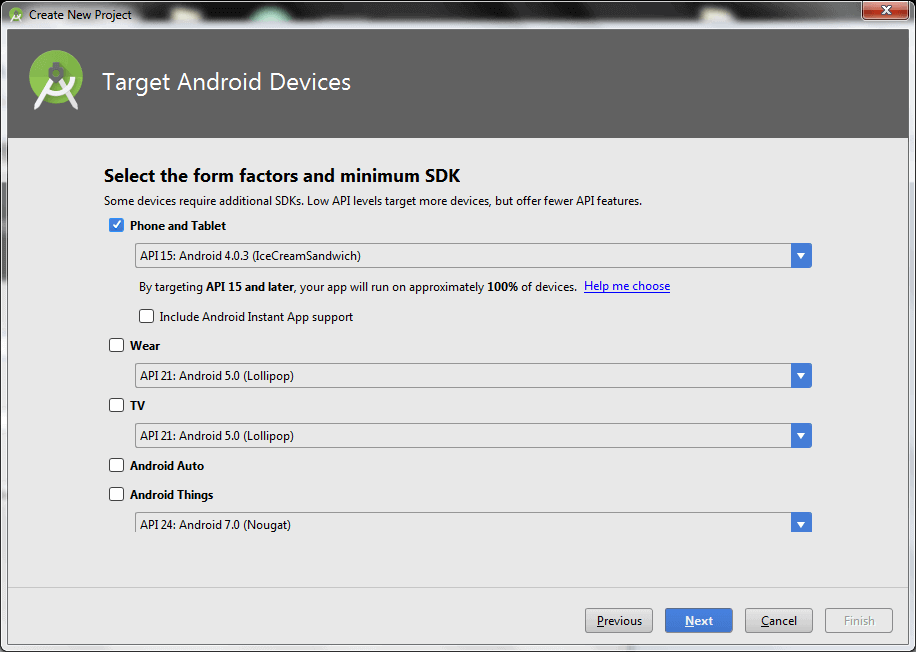 Create New Project
Target Android Devices
Select the form factors and minimum SDK
Some devices require additional SDKs. Low API levels target more devices, but offer fewer API features.
Phone and Tablet
API 15: Android 4.0.3 (IceCreamSandwich)
By targeting API 15 and later, your app will run on approximately 100% of devices. Help me choose
Include Android Instant App support
Wear
API 21: Android 5.0 (Lollipop)
TV
API 21: Android 5.0 (Lollipop)
Android Auto
Android Things
API 24: Android 7.0 (Nougat)
Previous Next Cancel Finish